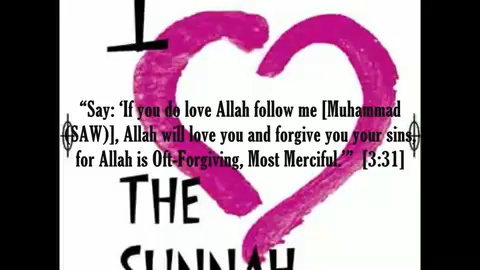 I
“Say: ‘If you do love Allah follow me [Muhammad
(SAW)], Allah will love you and forgive you your sins,
for Allah is Oft-Forgiving, Most Merciful.’” [3:31]
THE
SUNNAH